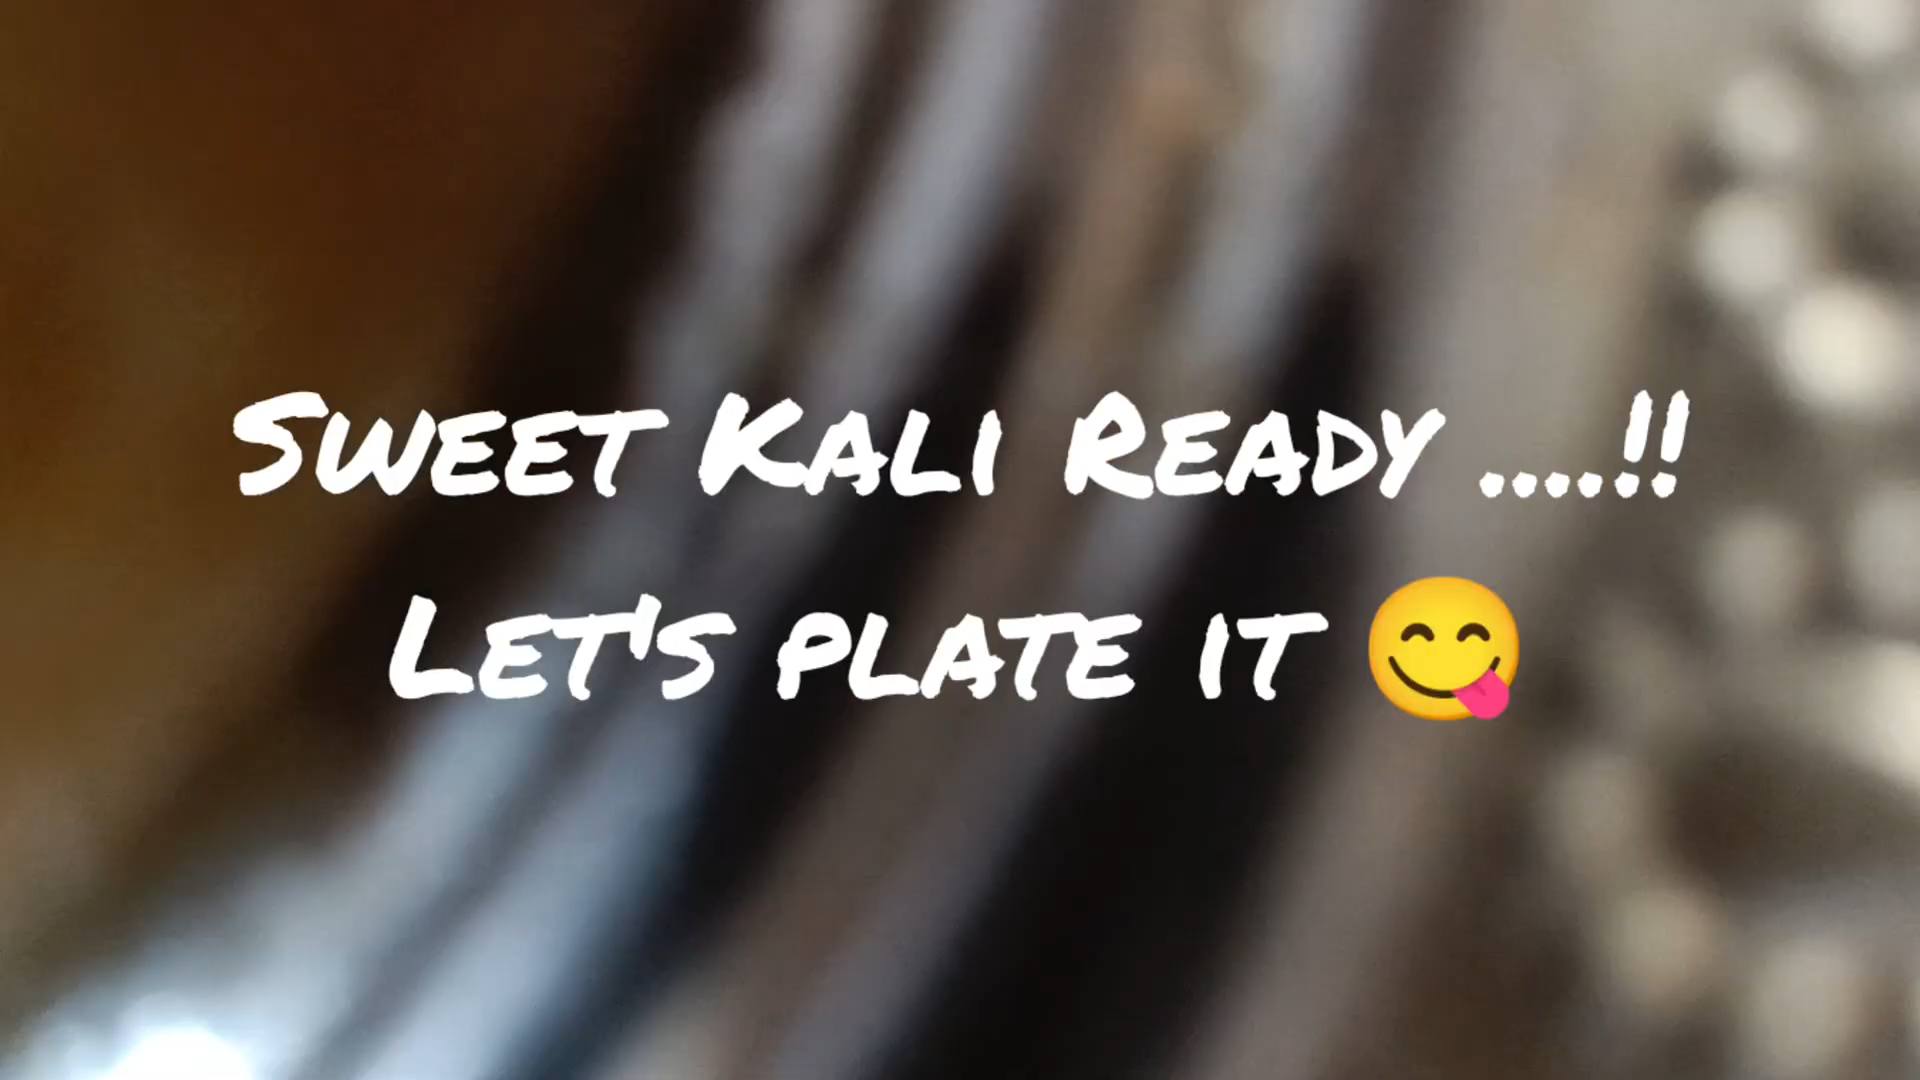 Sweet Kali Ready ....!!
Let's plate it 😋